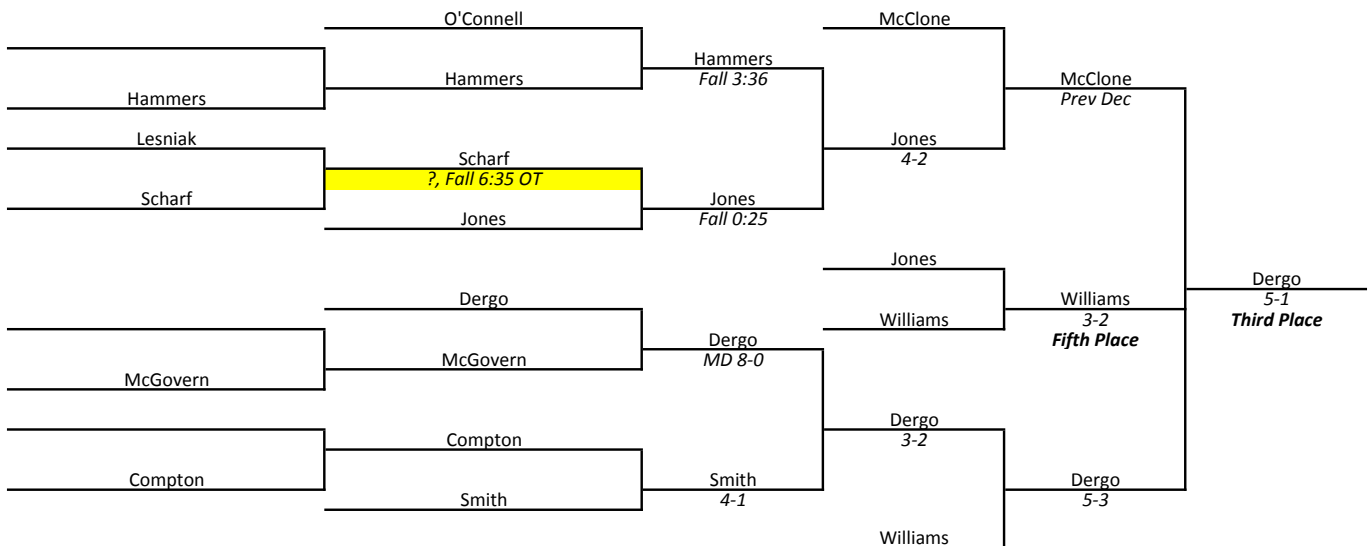 O'Connell
McClone
Hammers
Fall 3:36
Hammers
McClone
Prev Dec
Hammers
Lesniak
Jones
4-2
Scharf
?, Fall 6:35 OT
Scharf
Jones
Fall 0:25
Jones
Jones
Dergo
5-1
Third Place
Dergo
Williams
3-2
Fifth Place
Williams
Dergo
MD 8-0
McGovern
McGovern
Dergo
3-2
Compton
Compton
Smith
4-1
Dergo
5-3
Smith
Williams